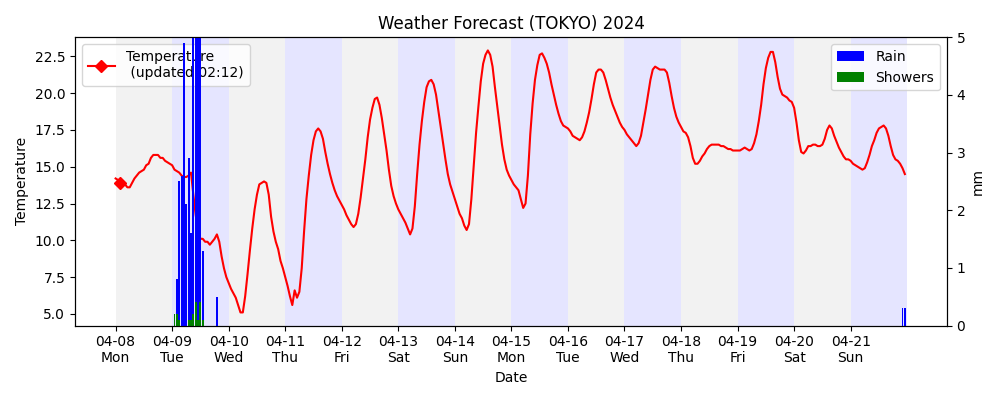 Weather Forecast (TOKYO) 2024
Temperature
(updated 02:12)
Rain
Showers
Temperature
22.5
20.0
17.5
15.0
12.5
10.0
7.5
5.0
mm
5
4
3
2
1
0
04-08 04-09 04-10 04-11 04-12 04-13 04-14 04-15 04-16 04-17 04-18 04-19 04-20 04-21
Mon Tue Wed Thu Fri Sat Sun Mon Tue Wed Thu Fri Sat Sun
Date